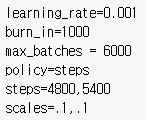 learning_rate=0.001
burn_in=1000
max_batches = 6000
policy=steps
steps=4800,5400
scales=.1,.1